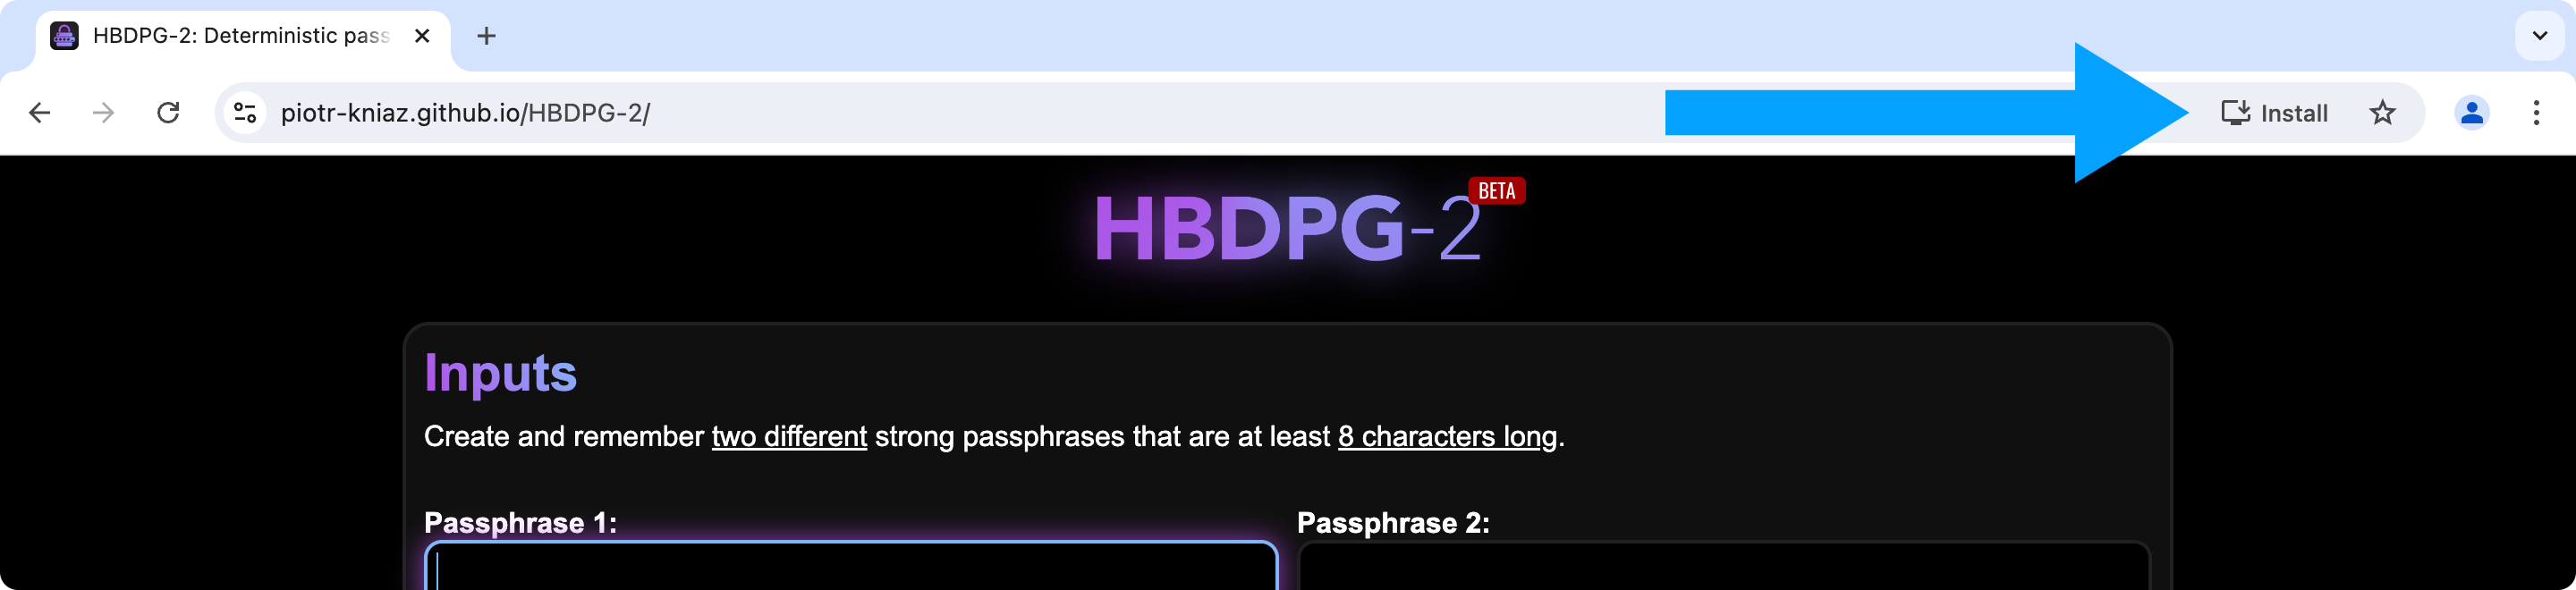 HBDPG-2: Deterministic pass
piotr-kniaz.github.io/HBDPG-2/
Install
HBDPG-2
BETA
Inputs
Create and remember two different strong passphrases that are at least 8 characters long.
Passphrase 1:
Passphrase 2: